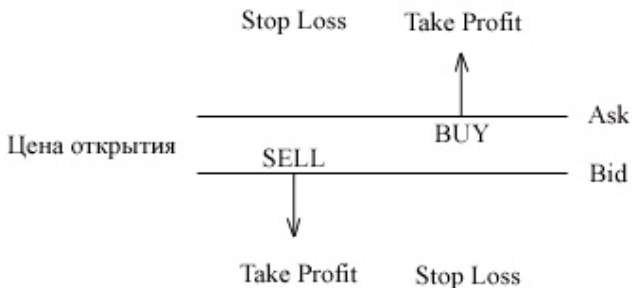 Stop Loss Take Profit
Ask
BUY
Цена открытия
SELL
Bid
Take Profit Stop Loss